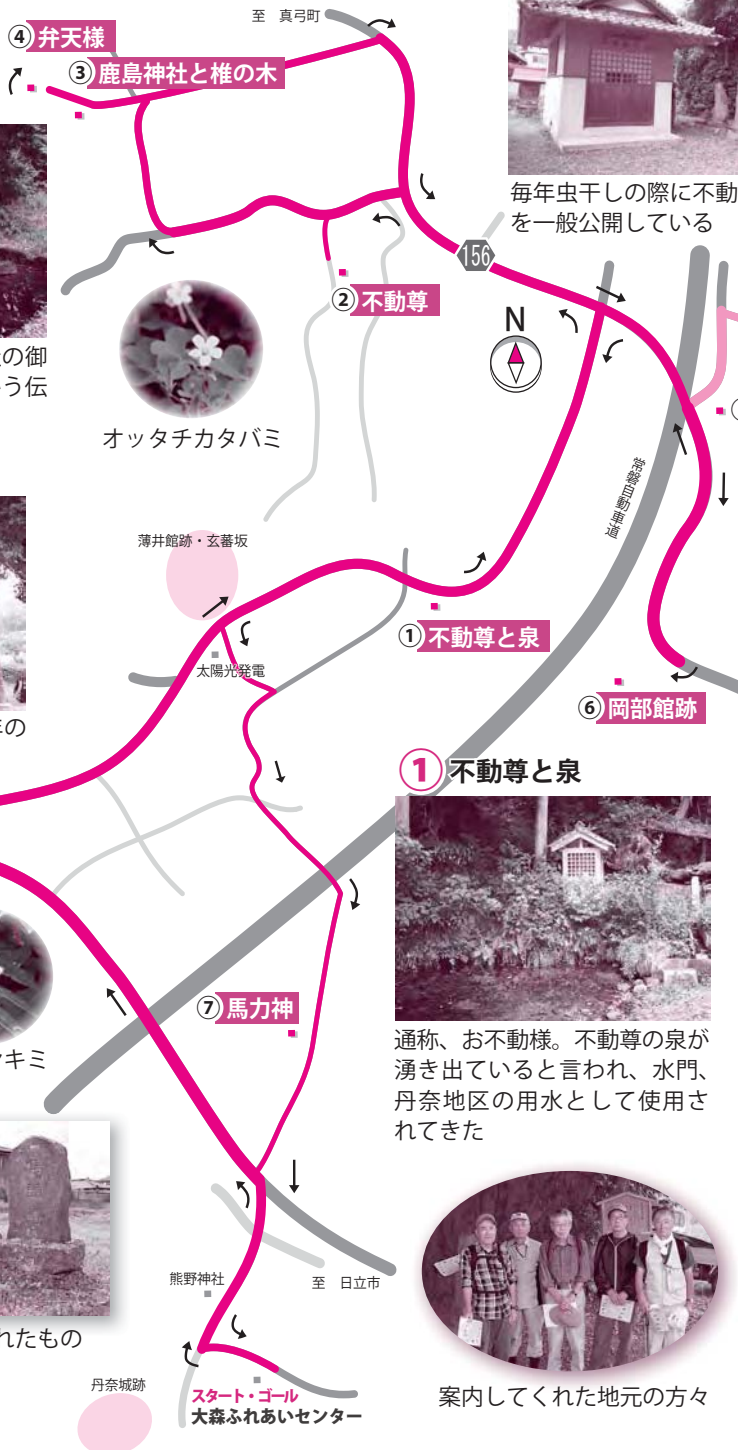 至　真弓町
④ 弁天様
③ 鹿島神社と椎の木
毎年虫干しの際に不動
を一般公開している
156
② 不動尊
N
の御
う伝
オッタチカタバミ
常磐自動車道
薄井館跡・玄蕃坂
① 不動尊と泉
太陽光発電
⑥ 岡部館跡
の
① 不動尊と泉
⑦ 馬力神
キミ
通称、お不動様。不動尊の泉が
湧き出ていると言われ、水門、
丹奈地区の用水として使用さ
れてきた
熊野神社
至　日立市
れたもの
丹奈城跡
スタート・ゴール
大森ふれあいセンター
案内してくれた地元の方々